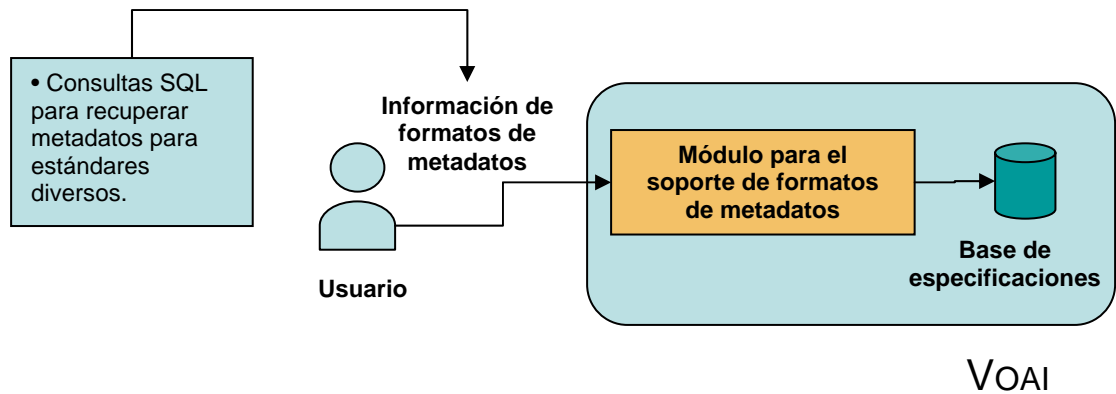 • Consultas SQL
para recuperar
metadatos para
estándares
diversos.
Información de
formatos de
metadatos
Usuario
Módulo para el
soporte de formatos
de metadatos
Base de
especificaciones
VOAI